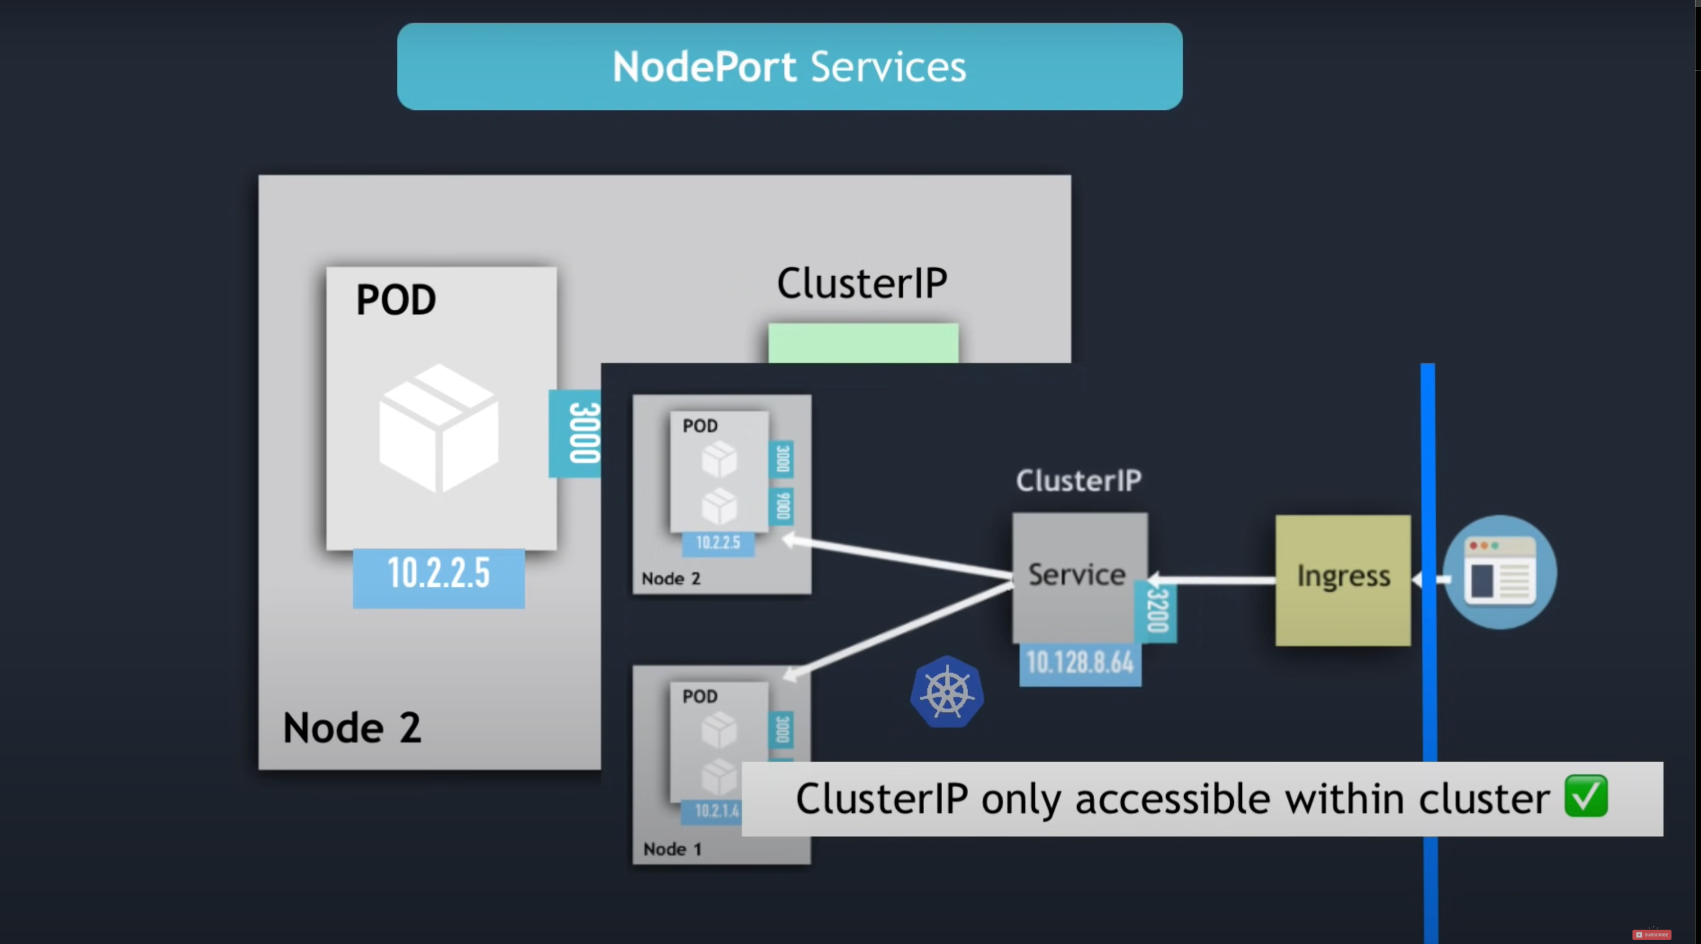 NodePort Services
POD
3000
10.2.2.5
Node 2
ClusterIP
POD
3000
9000
10.2.2.5
Node 2
POD
3000
10.2.1.4
Node 1
ClusterIP
Service
3200
10.128.8.64
Ingress
ClusterIP only accessible within cluster ✅
SUBSCRIBE